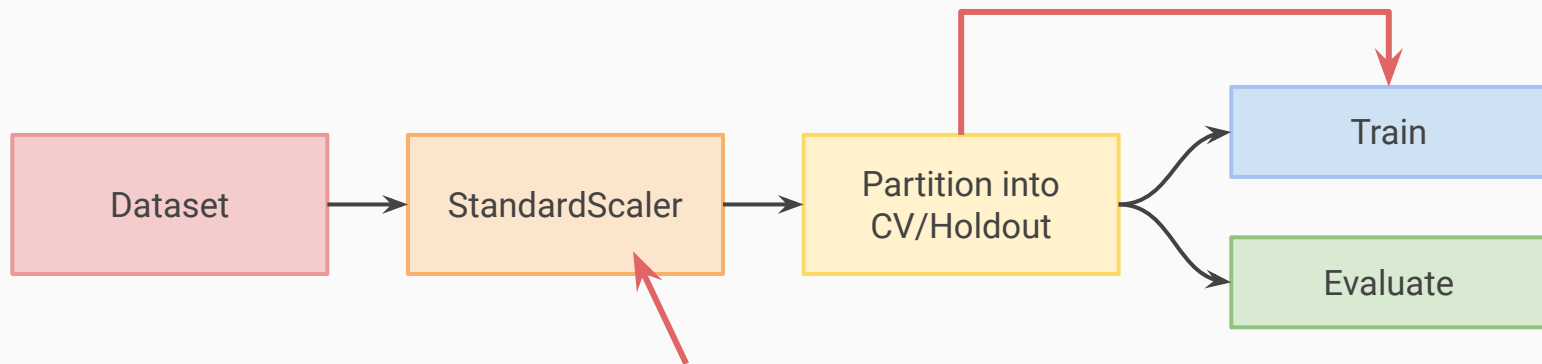 Dataset
StandardScaler
Partition into
CV/Holdout
Train
Evaluate